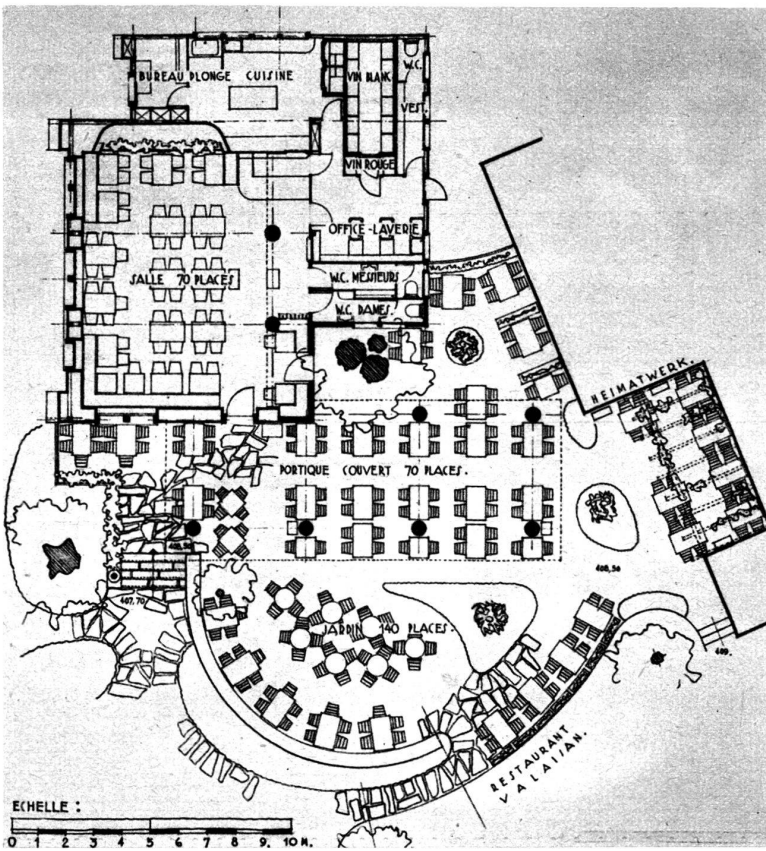 BUREAU PLONGE CUISINE
VIN BLANC
W.C.
VEST.
VIN ROUGE
OFFICE-LAVERIE
SALLE 70 PLACES
W.C. MESSIEURS
W.C. DAMES.
HEIMATWERK.
PORTIQUE COUVERT 70 PLACES.
408,50
407,70
JARDIN 140 PLACES.
409.
RESTAURANT
VALAISAN.
ECHELLE :
0 1 2 3 4 5 6 7 8 9. 10 M.